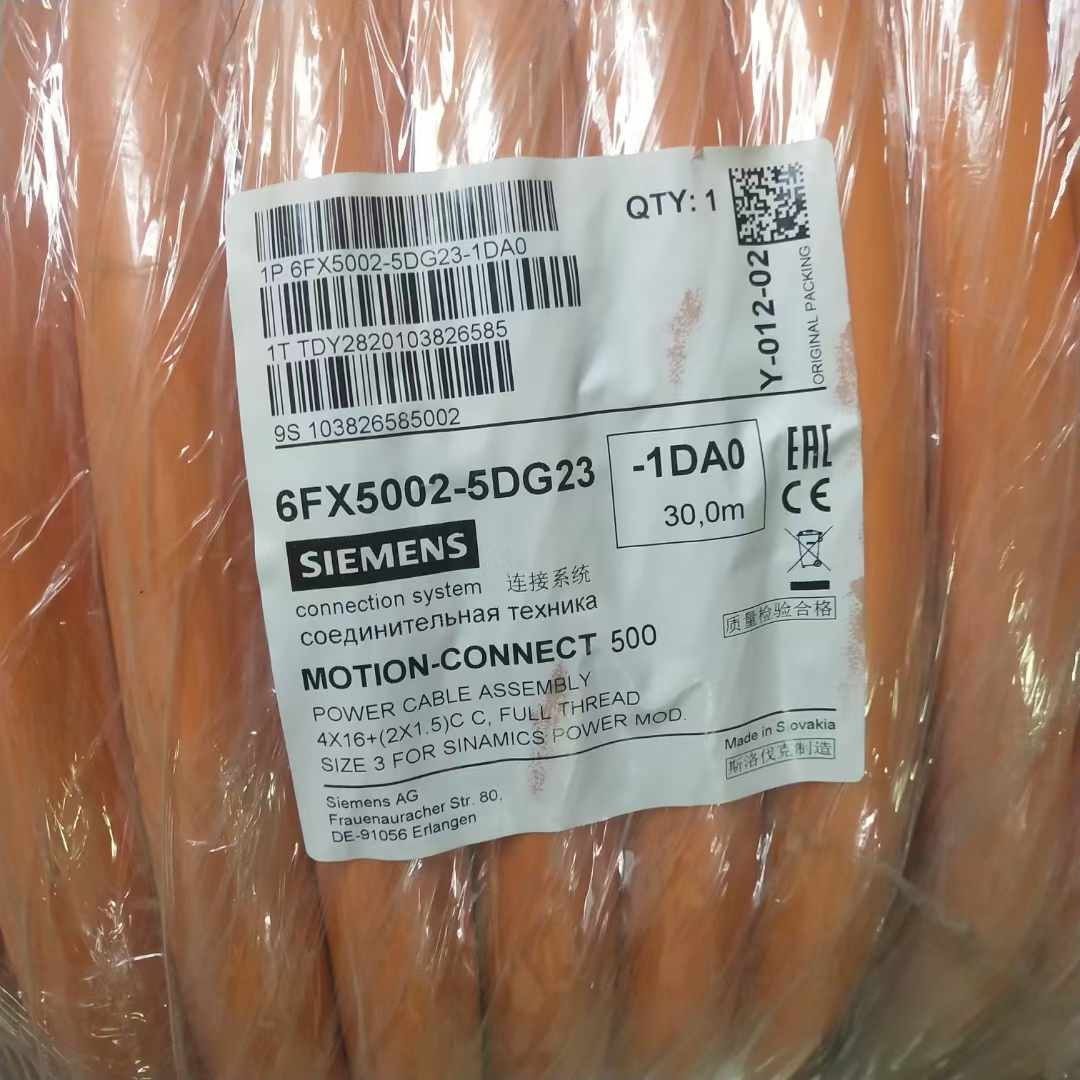 1P 6FX5002-5DG23-1DA0
1T TDY2820103826585
9S 103826585002
QTY: 1
Y-012-02
ORIGINAL PACKING
6FX5002-5DG23
-1DA0
30,0m
EAC
CE
SIEMENS
connection system 连接系统
соединительная техника
质量检验合格
MOTION-CONNECT 500
POWER CABLE ASSEMBLY
4X16+(2X1.5)C C, FULL THREAD
SIZE 3 FOR SINAMICS POWER MOD.
Made in Slovakia
斯洛伐克制造
Siemens AG
Frauenauracher Str. 80,
DE-91056 Erlangen